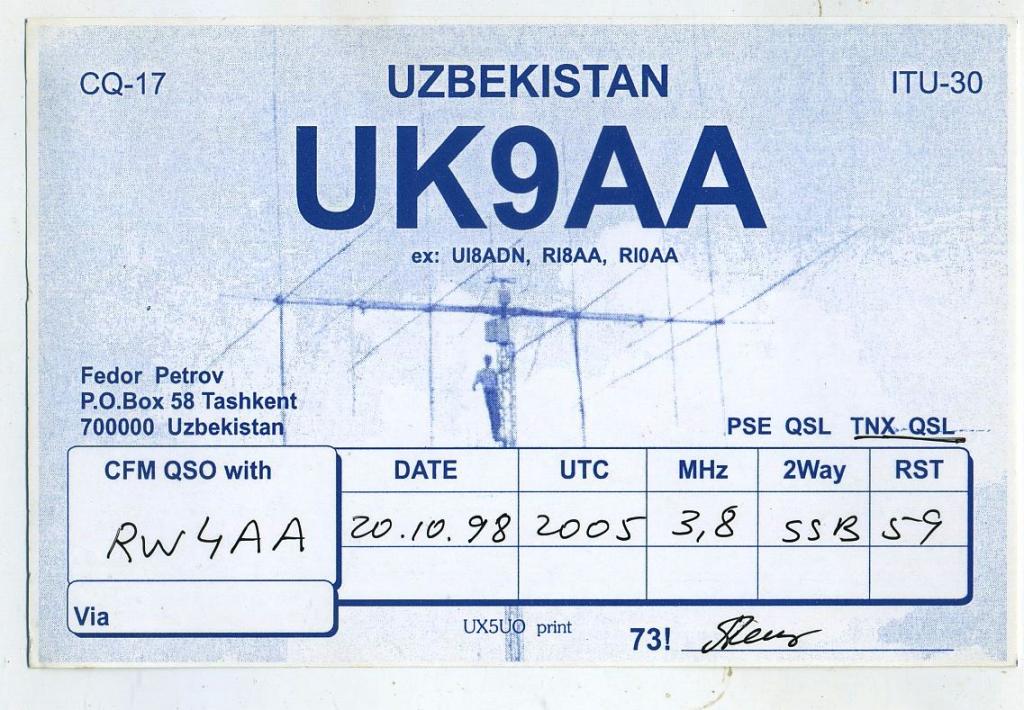 CQ-17 UZBEKISTAN ITU-30
UK9AA
ex: UI8ADN, RI8AA, RI0AA
Fedor Petrov
P.O.Box 58 Tashkent
700000 Uzbekistan
PSE QSL TNX QSL
CFM QSO with DATE UTC MHz 2Way RST
RW4AA 20.10.98 2005 3,8 SSB 59
Via
UX5UO print
73!